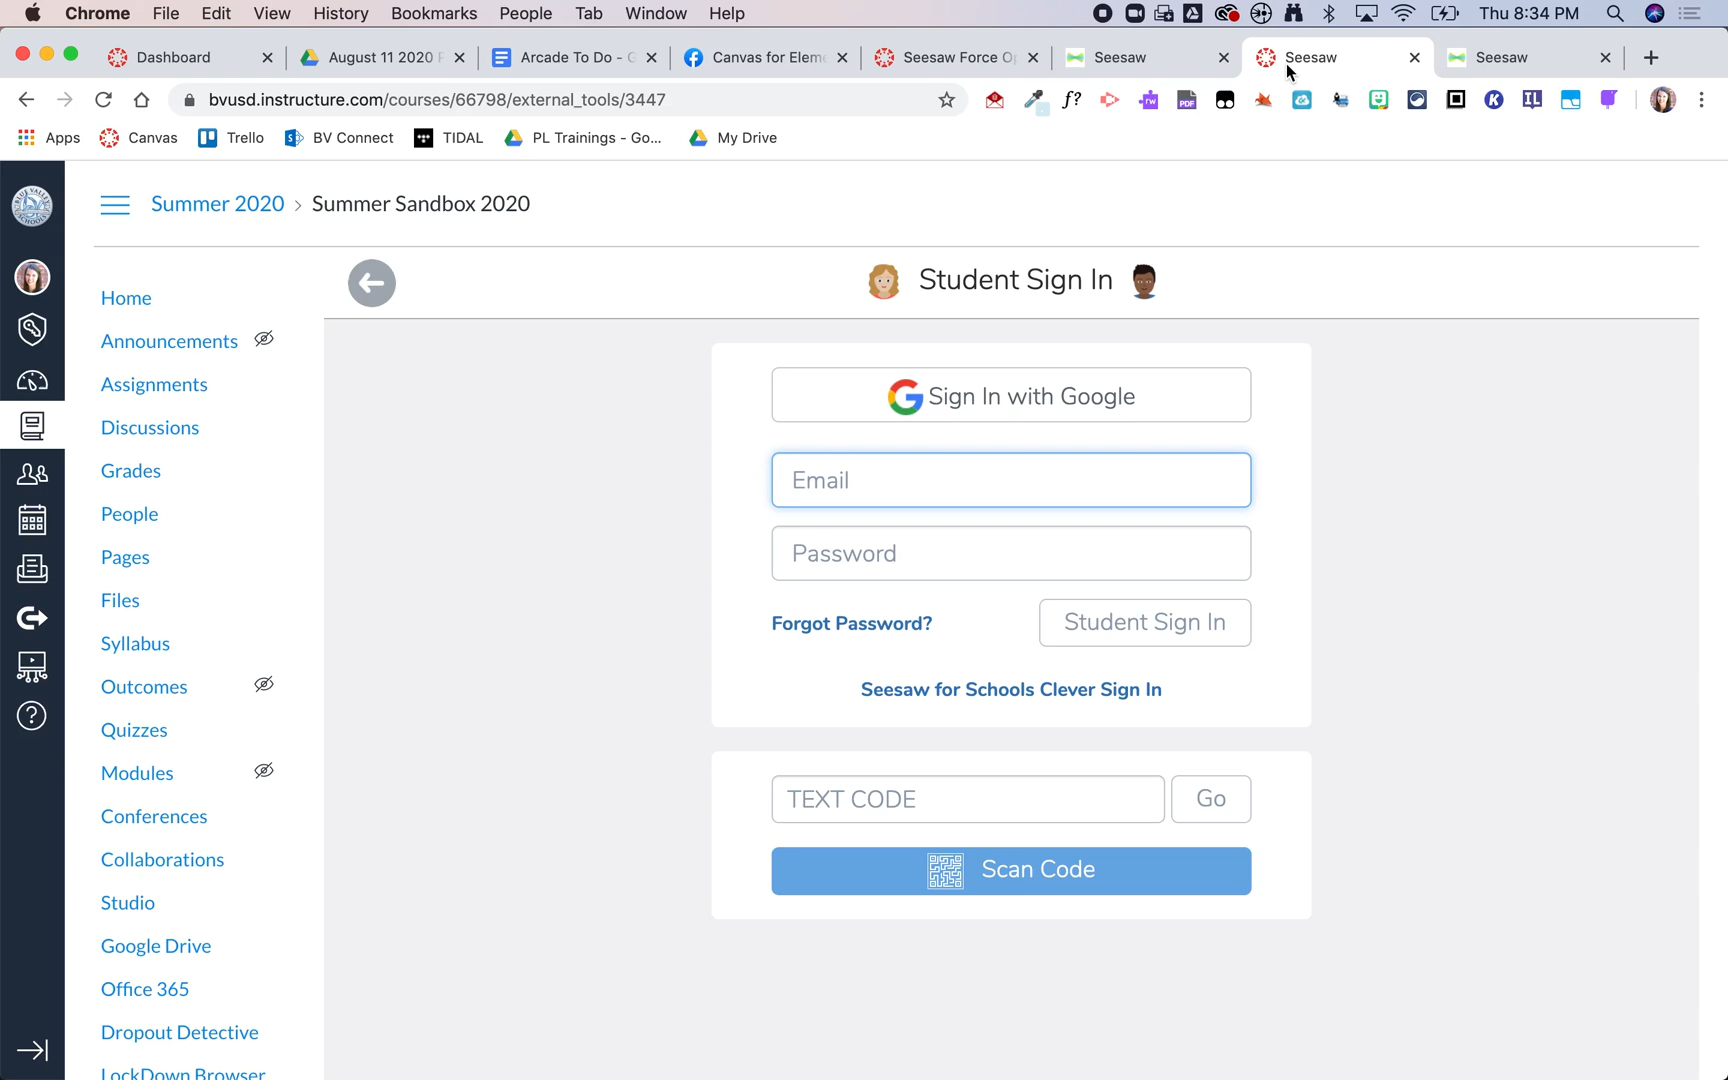 Chrome File Edit View History Bookmarks People Tab Window Help Thu 8:34 PM
Dashboard August 11 2020 Arcade To Do - G Canvas for Elem Seesaw Force Op Seesaw Seesaw Seesaw
bvusd.instructure.com/courses/66798/external_tools/3447
Apps Canvas Trello BV Connect TIDAL PL Trainings - Go... My Drive
Summer 2020 › Summer Sandbox 2020
Student Sign In
Home
Announcements
Assignments
Discussions
Grades
People
Pages
Files
Syllabus
Outcomes
Quizzes
Modules
Conferences
Collaborations
Studio
Google Drive
Office 365
Dropout Detective
LockDown Browser
Sign In with Google
Email
Password
Forgot Password? Student Sign In
Seesaw for Schools Clever Sign In
TEXT CODE Go
Scan Code